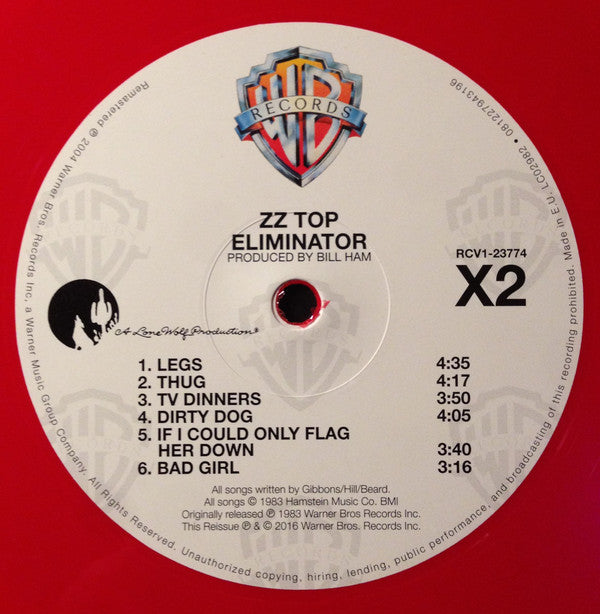 WB
RECORDS
ZZ TOP
ELIMINATOR
PRODUCED BY BILL HAM
RCV1-23774
X2
A Lone Wolf Production®
1. LEGS 4:35
2. THUG 4:17
3. TV DINNERS 3:50
4. DIRTY DOG 4:05
5. IF I COULD ONLY FLAG
HER DOWN 3:40
6. BAD GIRL 3:16
All songs written by Gibbons/Hill/Beard.
All songs © 1983 Hamstein Music Co. BMI
Originally released ℗ 1983 Warner Bros Records Inc.
This Reissue ℗ & © 2016 Warner Bros. Records Inc.
Remastered ℗ 2004 Warner Bros. Records Inc., a Warner Music Group Company. All Rights Reserved. Unauthorized copying, hiring, lending, public performance, and broadcasting of this recording prohibited. Made in E.U. LC02982 • 081227943196